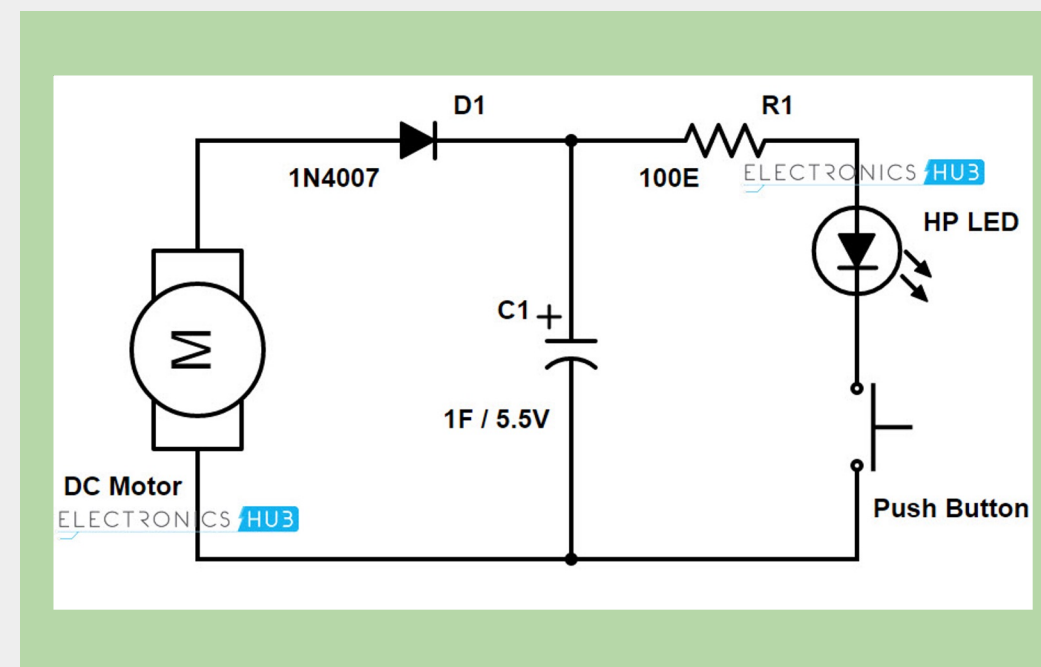 D1
R1
1N4007
100E
ELECTRONICS HUB
HP LED
M
C1 +
1F / 5.5V
DC Motor
ELECTRONICS HUB
Push Button